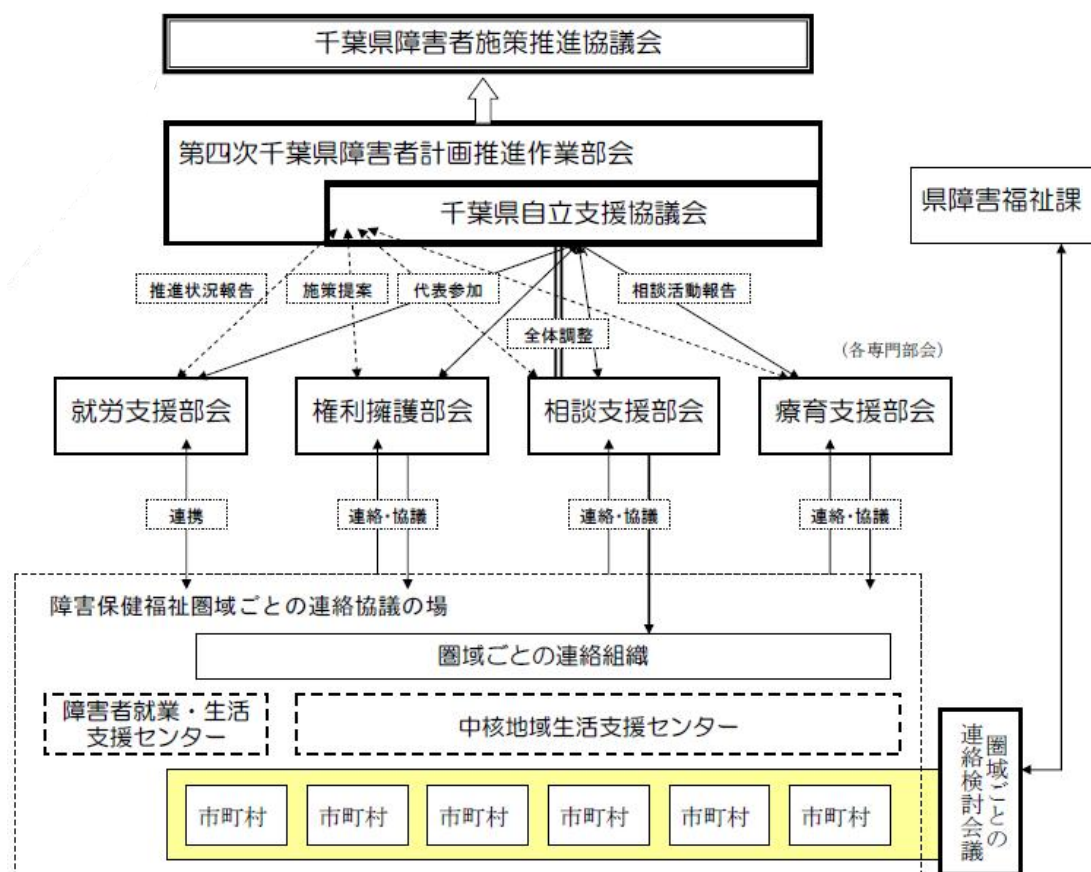 千葉県障害者施策推進協議会
第四次千葉県障害者計画推進作業部会
千葉県自立支援協議会
県障害福祉課
推進状況報告
施策提案
代表参加
相談活動報告
全体調整
(各専門部会)
就労支援部会
権利擁護部会
相談支援部会
療育支援部会
連携
連絡・協議
連絡・協議
連絡・協議
障害保健福祉圏域ごとの連絡協議の場
圏域ごとの連絡組織
障害者就業・生活
支援センター
中核地域生活支援センター
圏域ごとの
連絡検討会議
市町村
市町村
市町村
市町村
市町村
市町村